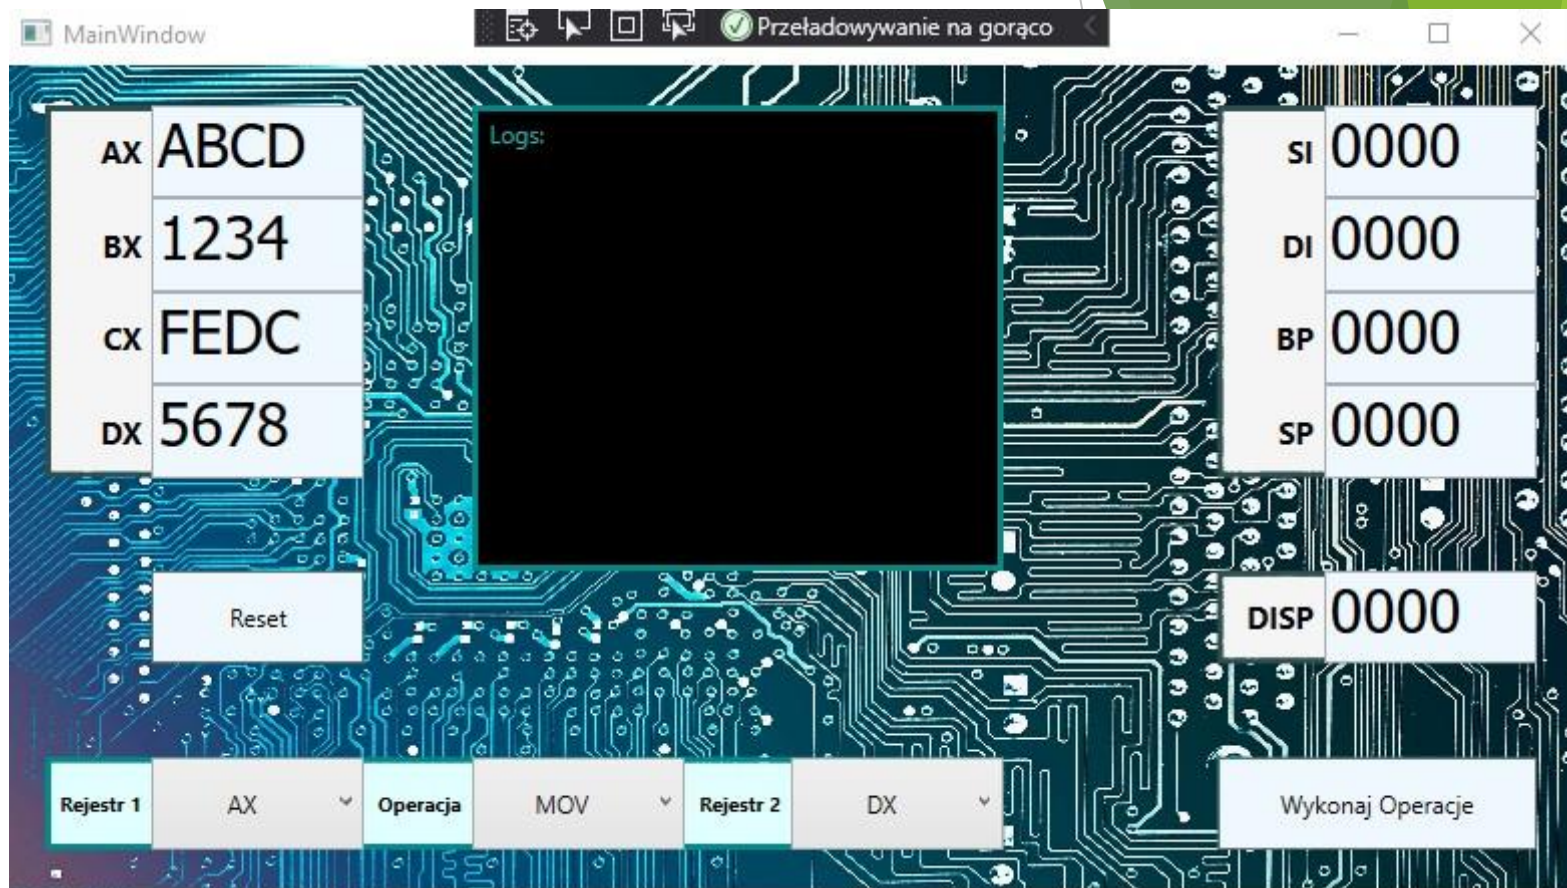 MainWindow
Przeładowywanie na gorąco
AX ABCD
BX 1234
CX FEDC
DX 5678
Logs:
SI 0000
DI 0000
BP 0000
SP 0000
Reset
DISP 0000
Rejestr 1 AX Operacja MOV Rejestr 2 DX Wykonaj Operacje